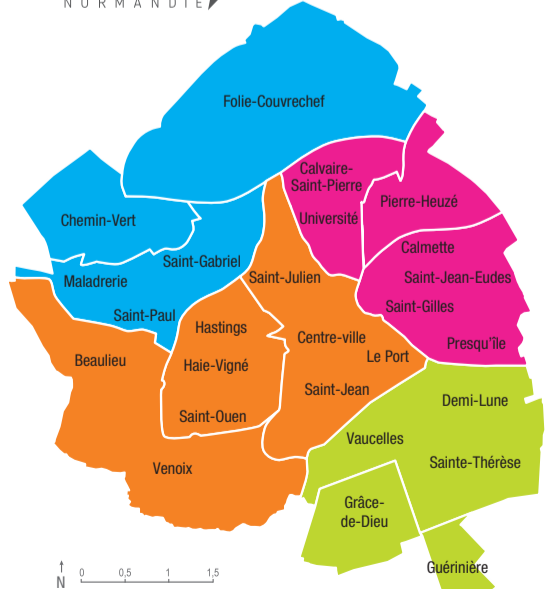 NORMANDIE
Folie-Couvrechef
Calvaire-
Saint-Pierre
Chemin-Vert
Université
Pierre-Heuzé
Calmette
Saint-Gabriel
Maladrerie
Saint-Julien
Saint-Jean-Eudes
Saint-Gilles
Saint-Paul
Hastings
Centre-ville
Presqu'île
Beaulieu
Haie-Vigné
Le Port
Saint-Jean
Saint-Ouen
Demi-Lune
Vaucelles
Venoix
Sainte-Thérèse
Grâce-
de-Dieu
Guérinière
N
0 0,5 1 1,5